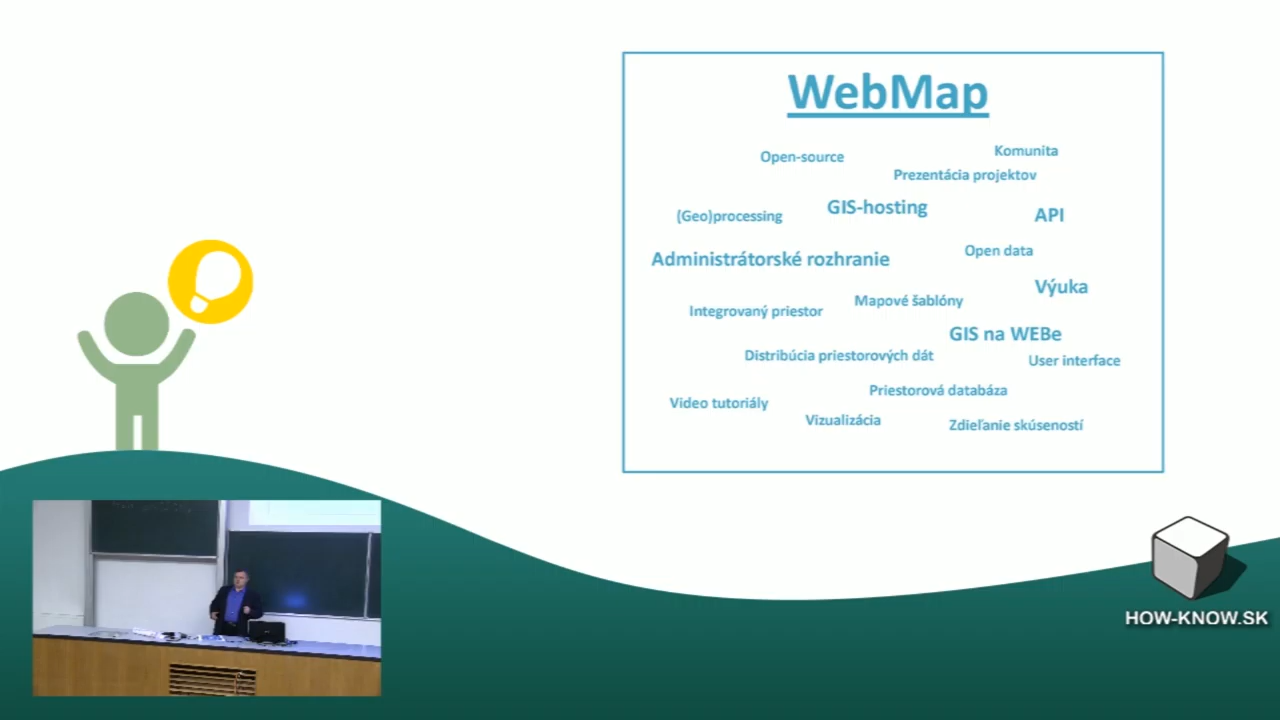 WebMap
Open-source
Komunita
Prezentácia projektov
(Geo)processing
GIS-hosting
API
Administrátorské rozhranie
Open data
Výuka
Integrovaný priestor
Mapové šablóny
GIS na WEBe
Distribúcia priestorových dát
User interface
Priestorová databáza
Video tutoriály
Vizualizácia
Zdieľanie skúseností
HOW-KNOW.SK